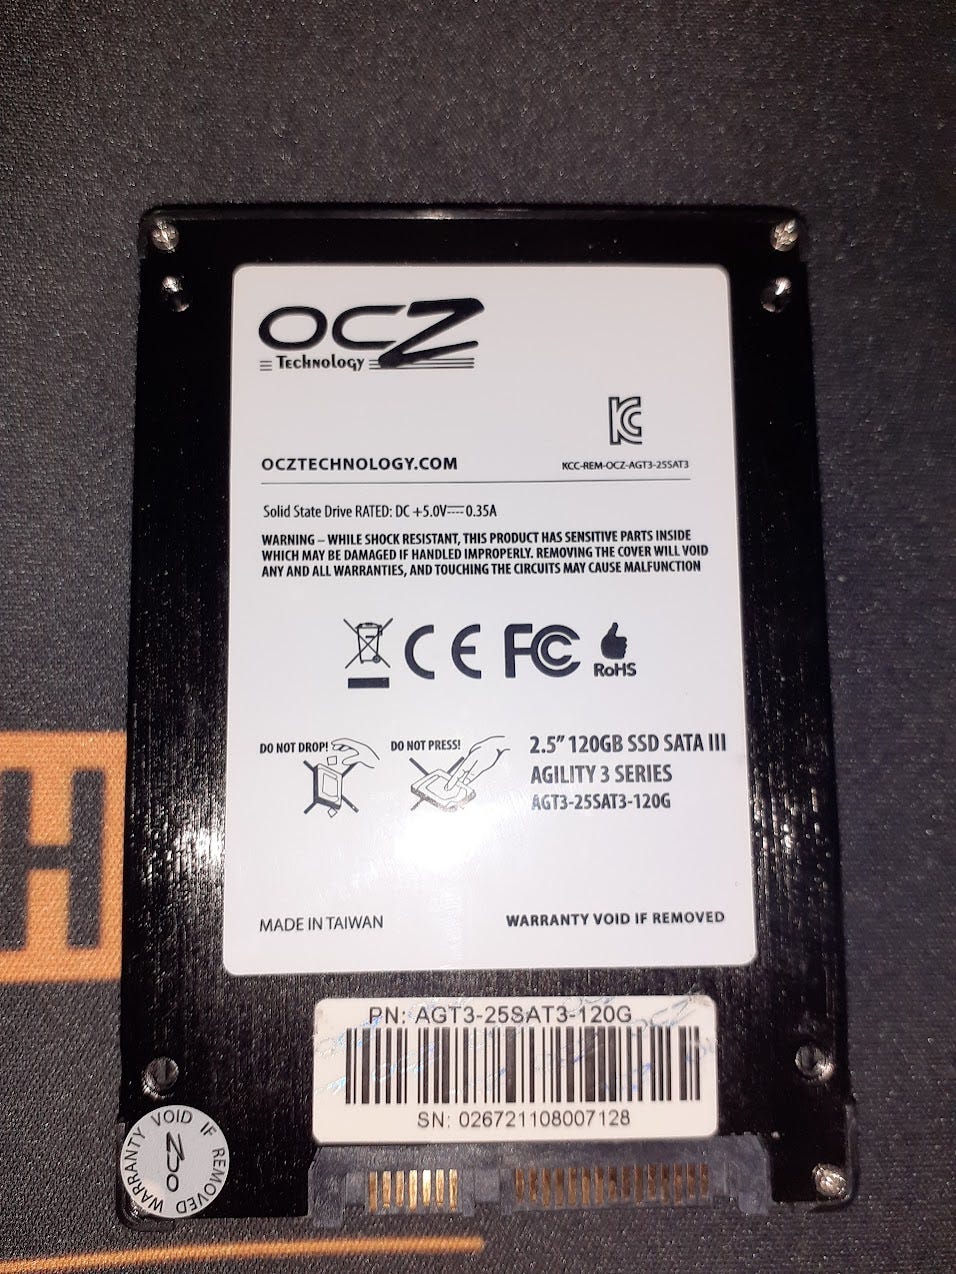 OCZ
Technology
KC
OCZTECHNOLOGY.COM
KCC-REM-OCZ-AGT3-25SAT3
Solid State Drive RATED: DC +5.0V⎓0.35A
WARNING – WHILE SHOCK RESISTANT, THIS PRODUCT HAS SENSITIVE PARTS INSIDE
WHICH MAY BE DAMAGED IF HANDLED IMPROPERLY. REMOVING THE COVER WILL VOID
ANY AND ALL WARRANTIES, AND TOUCHING THE CIRCUITS MAY CAUSE MALFUNCTION
CE FC
RoHS
DO NOT DROP!
DO NOT PRESS!
2.5” 120GB SSD SATA III
AGILITY 3 SERIES
AGT3-25SAT3-120G
MADE IN TAIWAN
WARRANTY VOID IF REMOVED
PN: AGT3-25SAT3-120G
SN: 026721108007128
WARRANTY VOID IF REMOVED
H